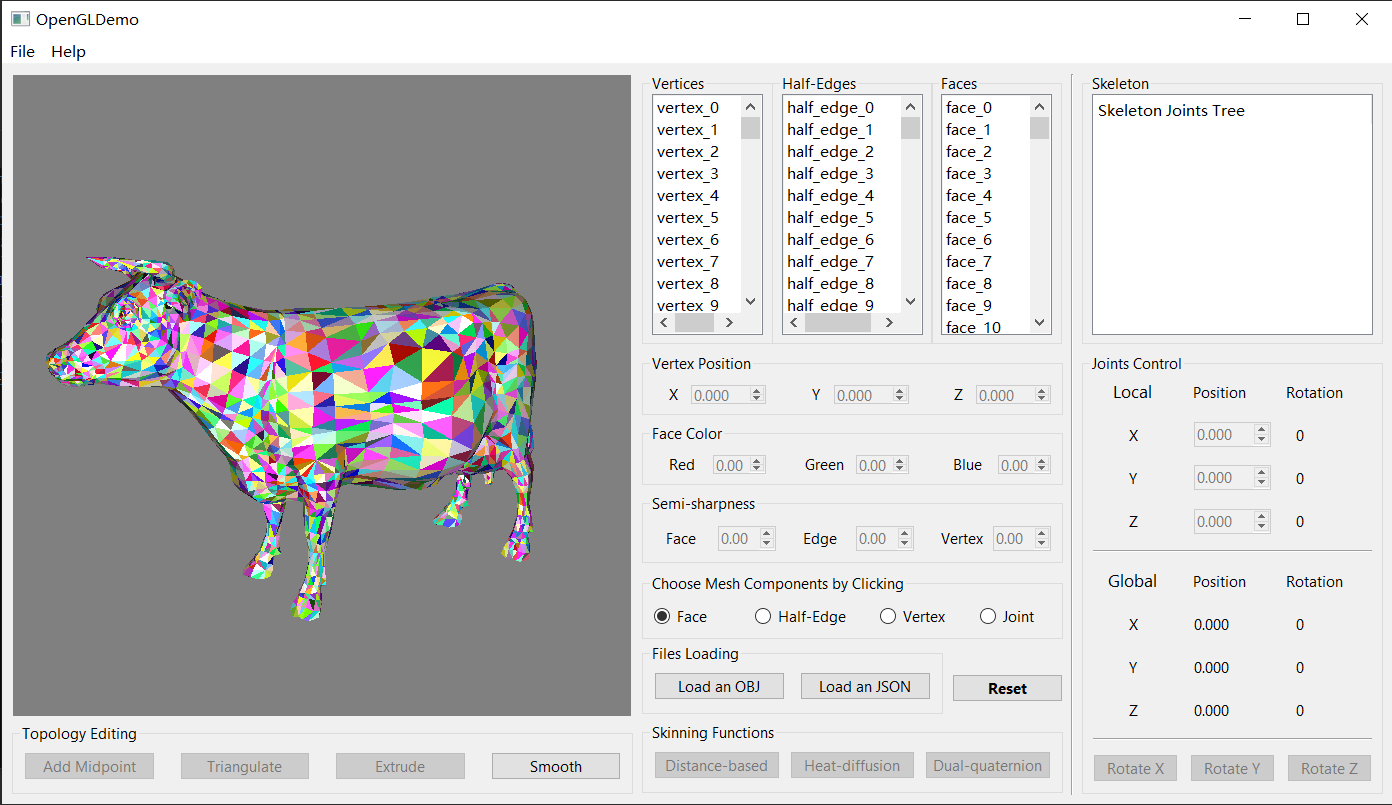 OpenGLDemo
File Help
Vertices
vertex_0
vertex_1
vertex_2
vertex_3
vertex_4
vertex_5
vertex_6
vertex_7
vertex_8
vertex_9
Half-Edges
half_edge_0
half_edge_1
half_edge_2
half_edge_3
half_edge_4
half_edge_5
half_edge_6
half_edge_7
half_edge_8
half_edge_9
Faces
face_0
face_1
face_2
face_3
face_4
face_5
face_6
face_7
face_8
face_9
face_10
Vertex Position
X 0.000 Y 0.000 Z 0.000
Face Color
Red 0.00 Green 0.00 Blue 0.00
Semi-sharpness
Face 0.00 Edge 0.00 Vertex 0.00
Choose Mesh Components by Clicking
Face Half-Edge Vertex Joint
Files Loading
Load an OBJ Load an JSON Reset
Topology Editing
Add Midpoint Triangulate Extrude Smooth
Skinning Functions
Distance-based Heat-diffusion Dual-quaternion
Skeleton
Skeleton Joints Tree
Joints Control
Local Position Rotation
X 0.000 0
Y 0.000 0
Z 0.000 0
Global Position Rotation
X 0.000 0
Y 0.000 0
Z 0.000 0
Rotate X Rotate Y Rotate Z